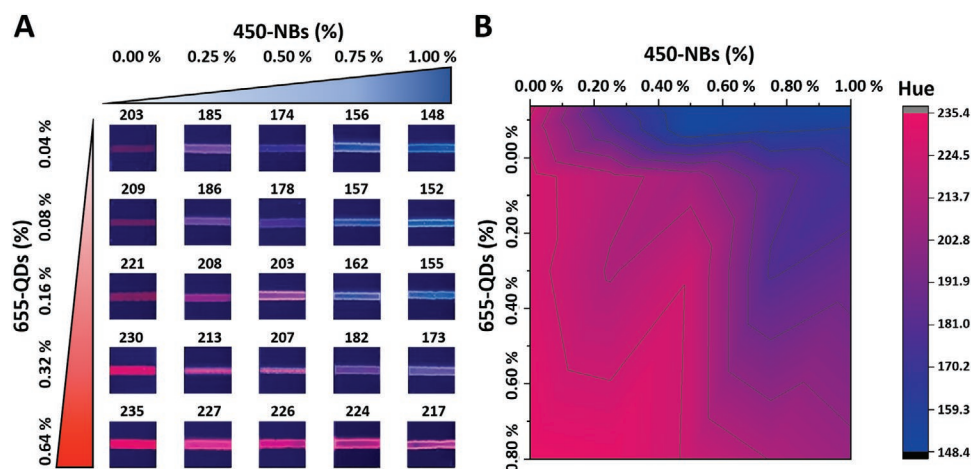 A
450-NBs (%)
0.00 % 0.25 % 0.50 % 0.75 % 1.00 %
655-QDs (%)
0.04 %
203 185 174 156 148
0.08 %
209 186 178 157 152
0.16 %
221 208 203 162 155
0.32 %
230 213 207 182 173
0.64 %
235 227 226 224 217
B
450-NBs (%)
0.00 % 0.20 % 0.40 % 0.60 % 0.80 % 1.00 %
655-QDs (%)
0.00 %
0.20 %
0.40 %
0.60 %
0.80 %
Hue
235.4
224.5
213.6
202.8
191.9
181.0
170.2
159.3
148.4